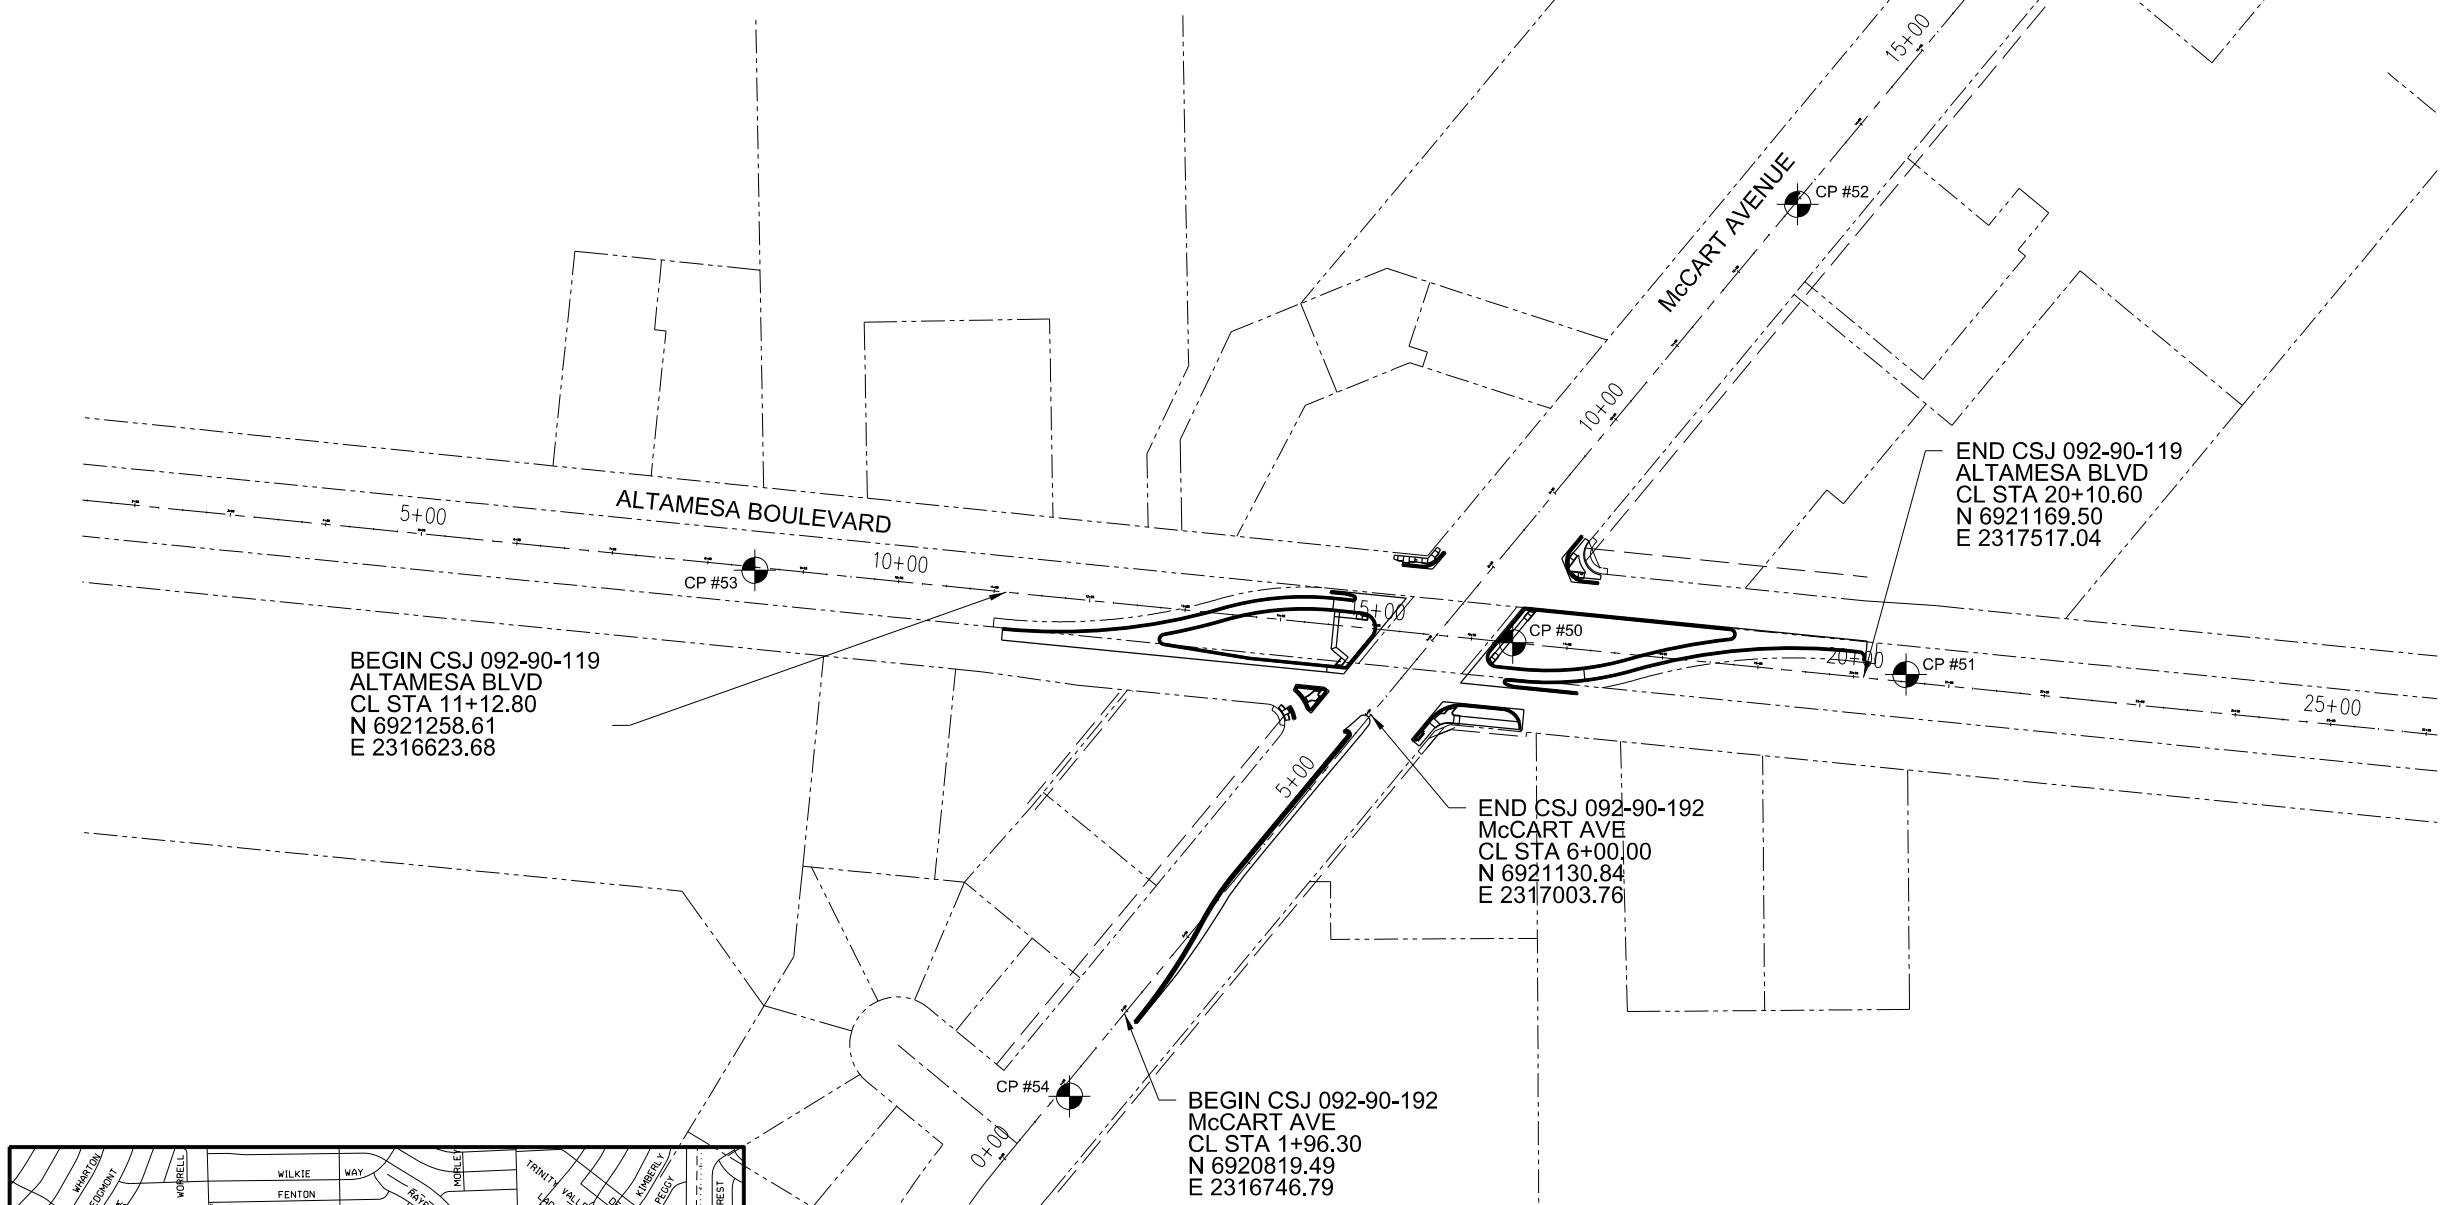 15+00
McCART AVENUE
CP #52
10+00
END CSJ 092-90-119
ALTAMESA BLVD
CL STA 20+10.60
N 6921169.50
E 2317517.04
5+00
ALTAMESA BOULEVARD
10+00
CP #53
15+00
CP #50
20+00
CP #51
25+00
BEGIN CSJ 092-90-119
ALTAMESA BLVD
CL STA 11+12.80
N 6921258.61
E 2316623.68
5+00
END CSJ 092-90-192
McCART AVE
CL STA 6+00.00
N 6921130.84
E 2317003.76
CP #54
0+00
BEGIN CSJ 092-90-192
McCART AVE
CL STA 1+96.30
N 6920819.49
E 2316746.79
WHARTON
EDGMONT
WORRELL
WILKIE WAY
FENTON
MORLEY
TRINITY
KIMBERLY
PEGGY